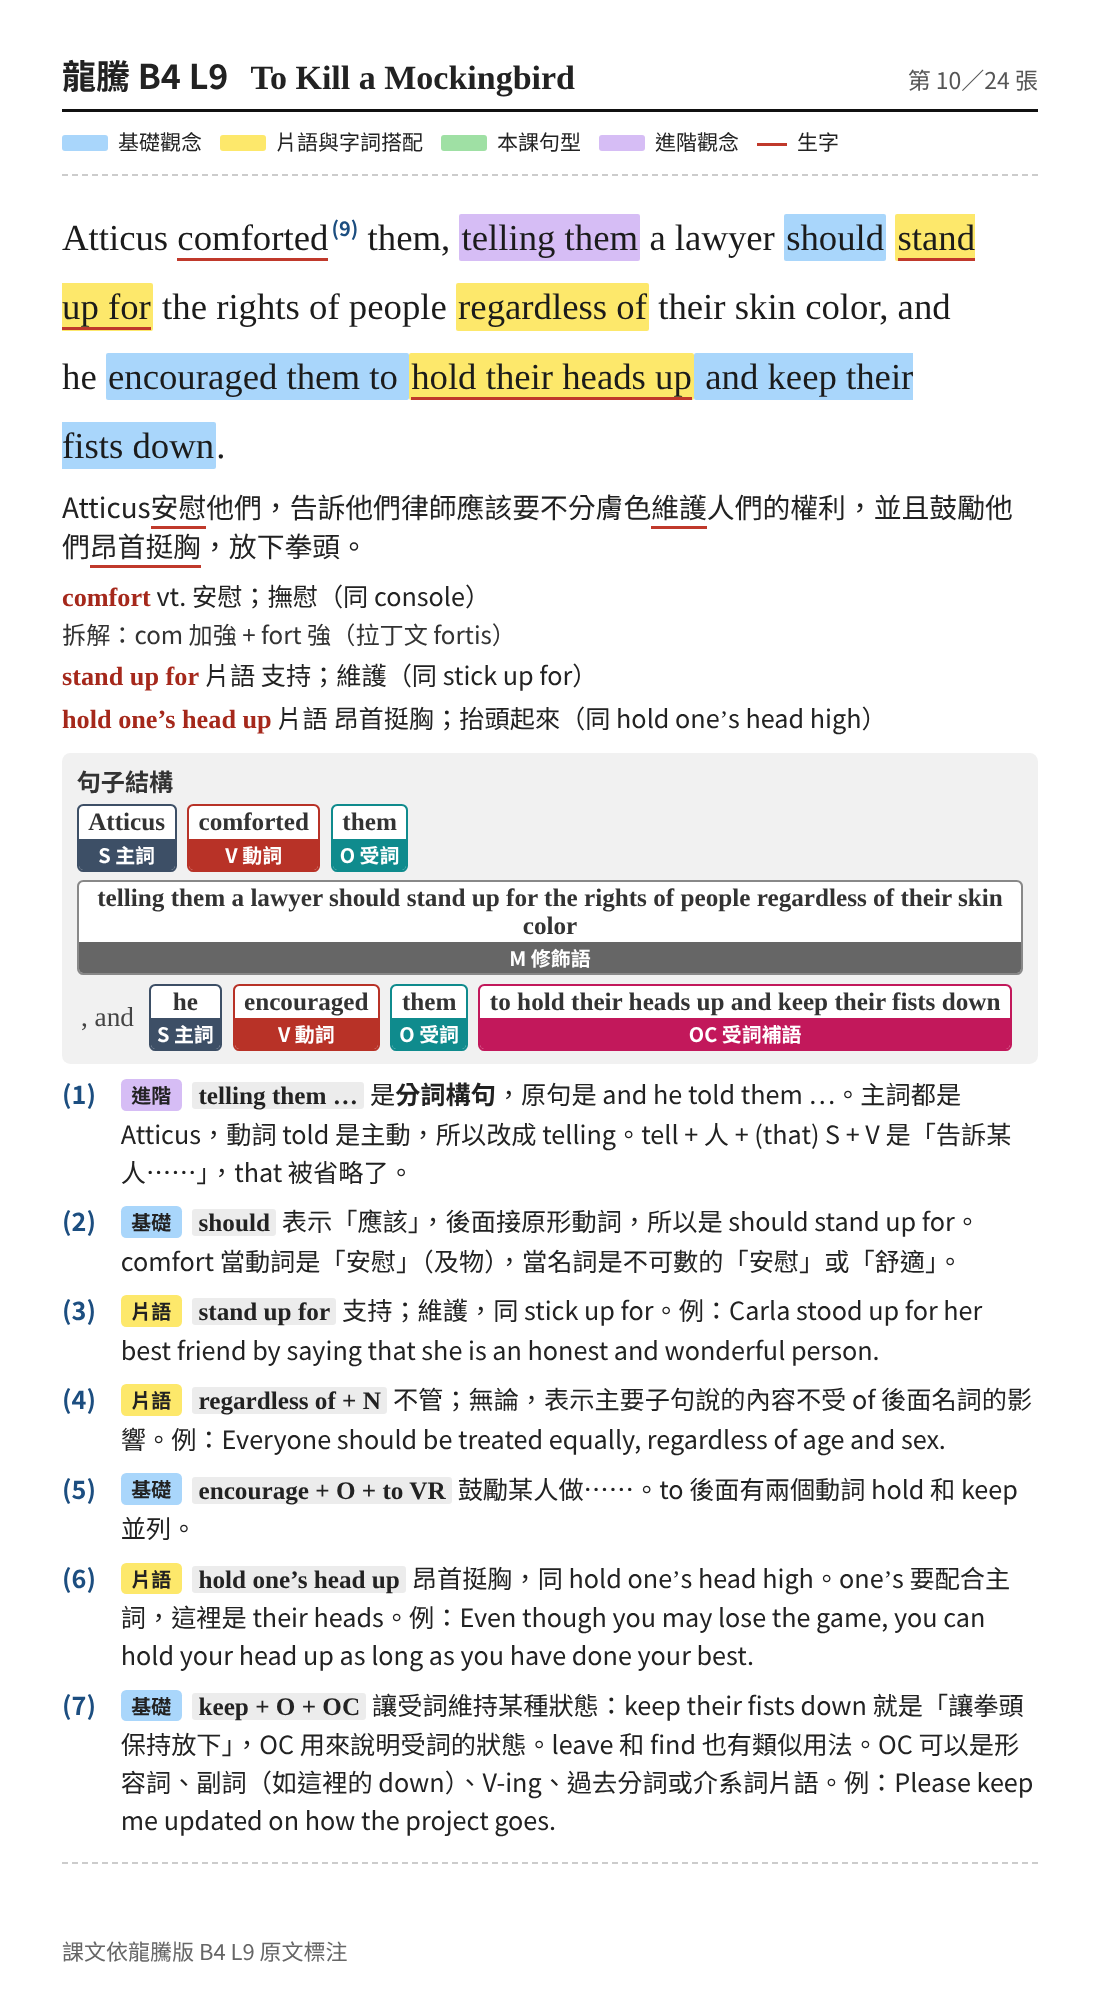 龍騰 B4 L9 To Kill a Mockingbird
第 10／24 張
基礎觀念 片語與字詞搭配 本課句型 進階觀念 生字
Atticus comforted(9) them, telling them a lawyer should stand
up for the rights of people regardless of their skin color, and
he encouraged them to hold their heads up and keep their
fists down.
Atticus安慰他們，告訴他們律師應該要不分膚色維護人們的權利，並且鼓勵他
們昂首挺胸，放下拳頭。
comfort vt. 安慰；撫慰（同 console）
拆解：com 加強 + fort 強（拉丁文 fortis）
stand up for 片語 支持；維護（同 stick up for）
hold one’s head up 片語 昂首挺胸；抬頭起來（同 hold one’s head high）
句子結構
Atticus comforted them
S 主詞 V 動詞 O 受詞
telling them a lawyer should stand up for the rights of people regardless of their skin
color
M 修飾語
, and he encouraged them to hold their heads up and keep their fists down
S 主詞 V 動詞 O 受詞 OC 受詞補語
(1) 進階 telling them … 是分詞構句，原句是 and he told them …。主詞都是
Atticus，動詞 told 是主動，所以改成 telling。tell + 人 + (that) S + V 是「告訴某
人⋯⋯」，that 被省略了。
(2) 基礎 should 表示「應該」，後面接原形動詞，所以是 should stand up for。
comfort 當動詞是「安慰」（及物），當名詞是不可數的「安慰」或「舒適」。
(3) 片語 stand up for 支持；維護，同 stick up for。例：Carla stood up for her
best friend by saying that she is an honest and wonderful person.
(4) 片語 regardless of + N 不管；無論，表示主要子句說的內容不受 of 後面名詞的影
響。例：Everyone should be treated equally, regardless of age and sex.
(5) 基礎 encourage + O + to VR 鼓勵某人做⋯⋯。to 後面有兩個動詞 hold 和 keep
並列。
(6) 片語 hold one’s head up 昂首挺胸，同 hold one’s head high。one’s 要配合主
詞，這裡是 their heads。例：Even though you may lose the game, you can
hold your head up as long as you have done your best.
(7) 基礎 keep + O + OC 讓受詞維持某種狀態：keep their fists down 就是「讓拳頭
保持放下」，OC 用來說明受詞的狀態。leave 和 find 也有類似用法。OC 可以是形
容詞、副詞（如這裡的 down）、V-ing、過去分詞或介系詞片語。例：Please keep
me updated on how the project goes.
課文依龍騰版 B4 L9 原文標注